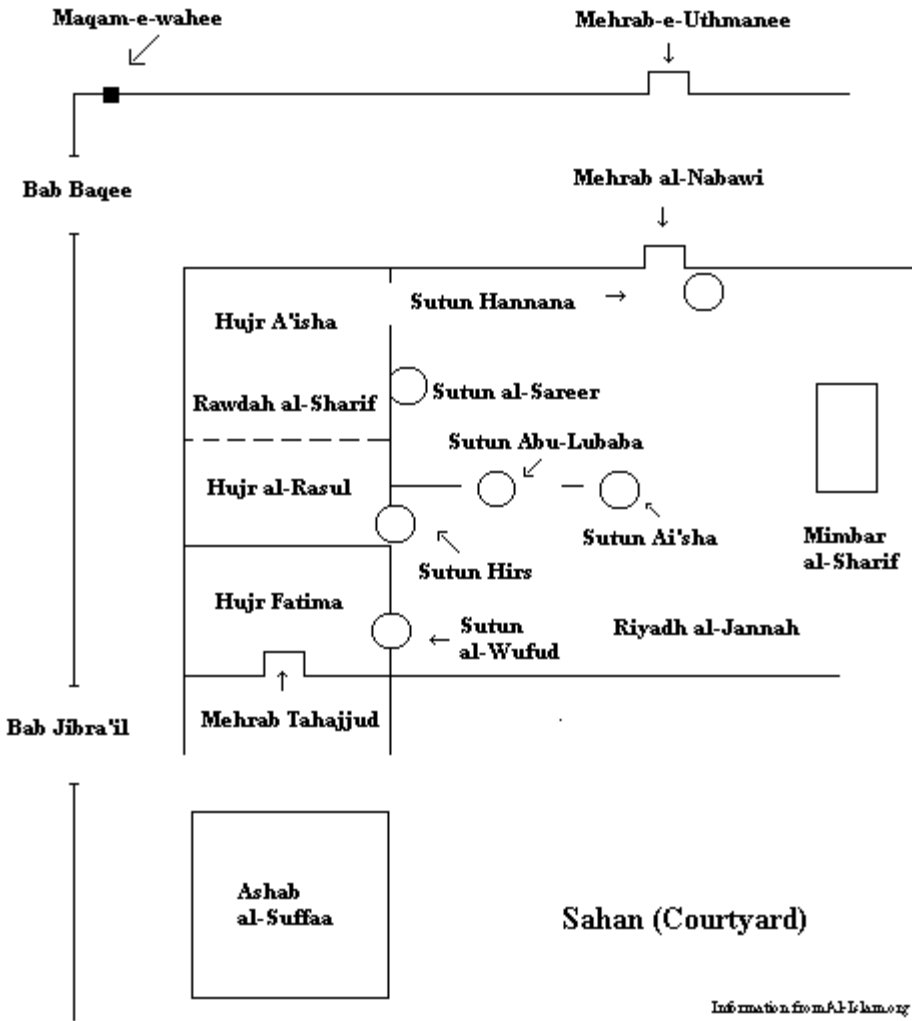 Maqam-e-wahee
Mehrab-e-Uthmanee
Bab Baqee
Mehrab al-Nabawi
Sutun Hannana
Hujr A'isha
Rawdah al-Sharif
Sutun al-Sareer
Sutun Abu-Lubaba
Hujr al-Rasul
Sutun Ai'sha
Mimbar
al-Sharif
Sutun Hirs
Hujr Fatima
Sutun
al-Wufud
Riyadh al-Jannah
Mehrab Tahajjud
Bab Jibra'il
Ashab
al-Suffaa
Sahan (Courtyard)
Information from Al-Islam.org